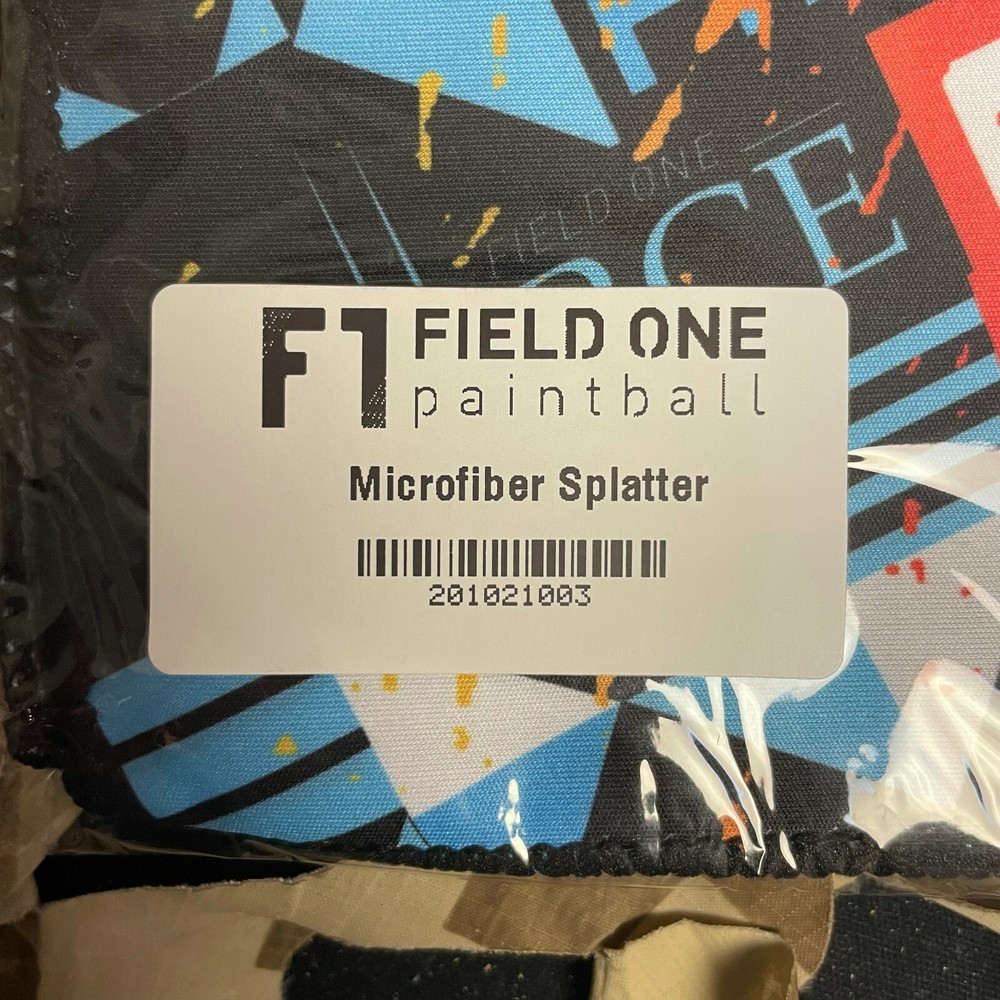 FIELD ONE
F1 FIELD ONE
paintball
Microfiber Splatter
201021003